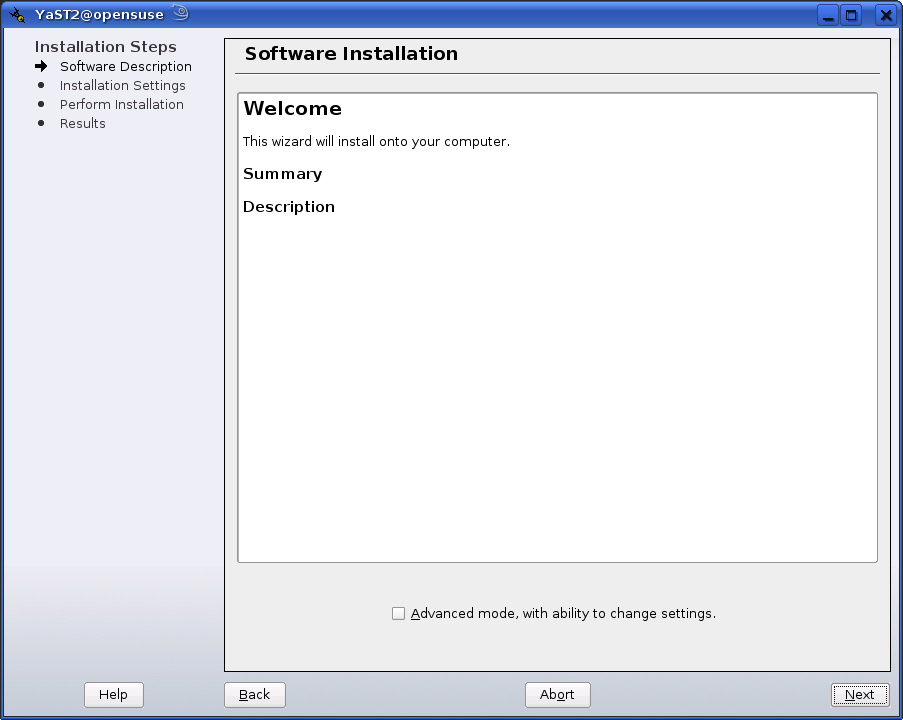 YaST2@opensuse
Installation Steps
Software Description
Installation Settings
Perform Installation
Results
Software Installation
Welcome
This wizard will install onto your computer.
Summary
Description
Advanced mode, with ability to change settings.
Help
Back
Abort
Next